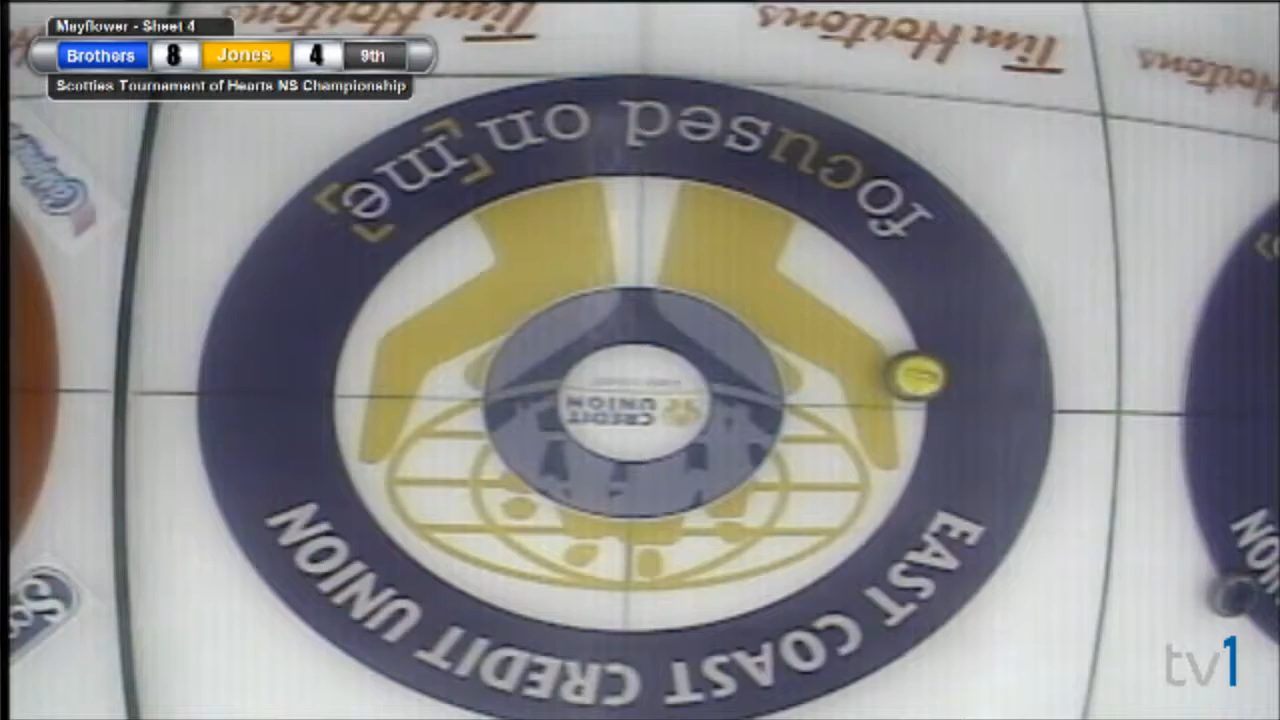 Mayflower - Sheet 4
Brothers 8 Jones 4 9th
Scotties Tournament of Hearts NS Championship
Tim Hortons
Tim Hortons
Hortons
focused on me
CREDIT
UNION
EAST COAST CREDIT UNION
tv1